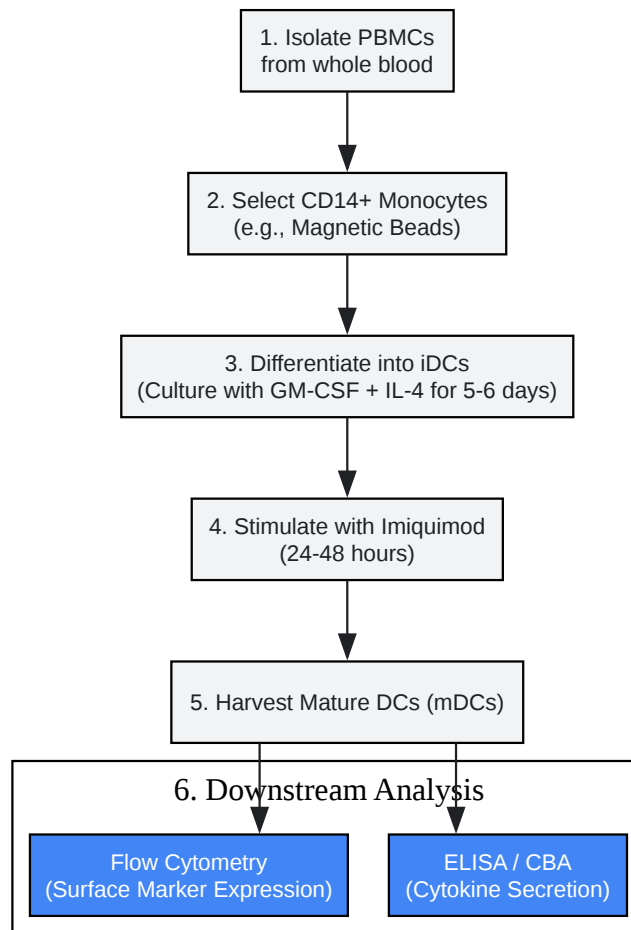 1. Isolate PBMCs
from whole blood
2. Select CD14+ Monocytes
(e.g., Magnetic Beads)
3. Differentiate into iDCs
(Culture with GM-CSF + IL-4 for 5-6 days)
4. Stimulate with Imiquimod
(24-48 hours)
5. Harvest Mature DCs (mDCs)
6. Downstream Analysis
Flow Cytometry
(Surface Marker Expression)
ELISA / CBA
(Cytokine Secretion)